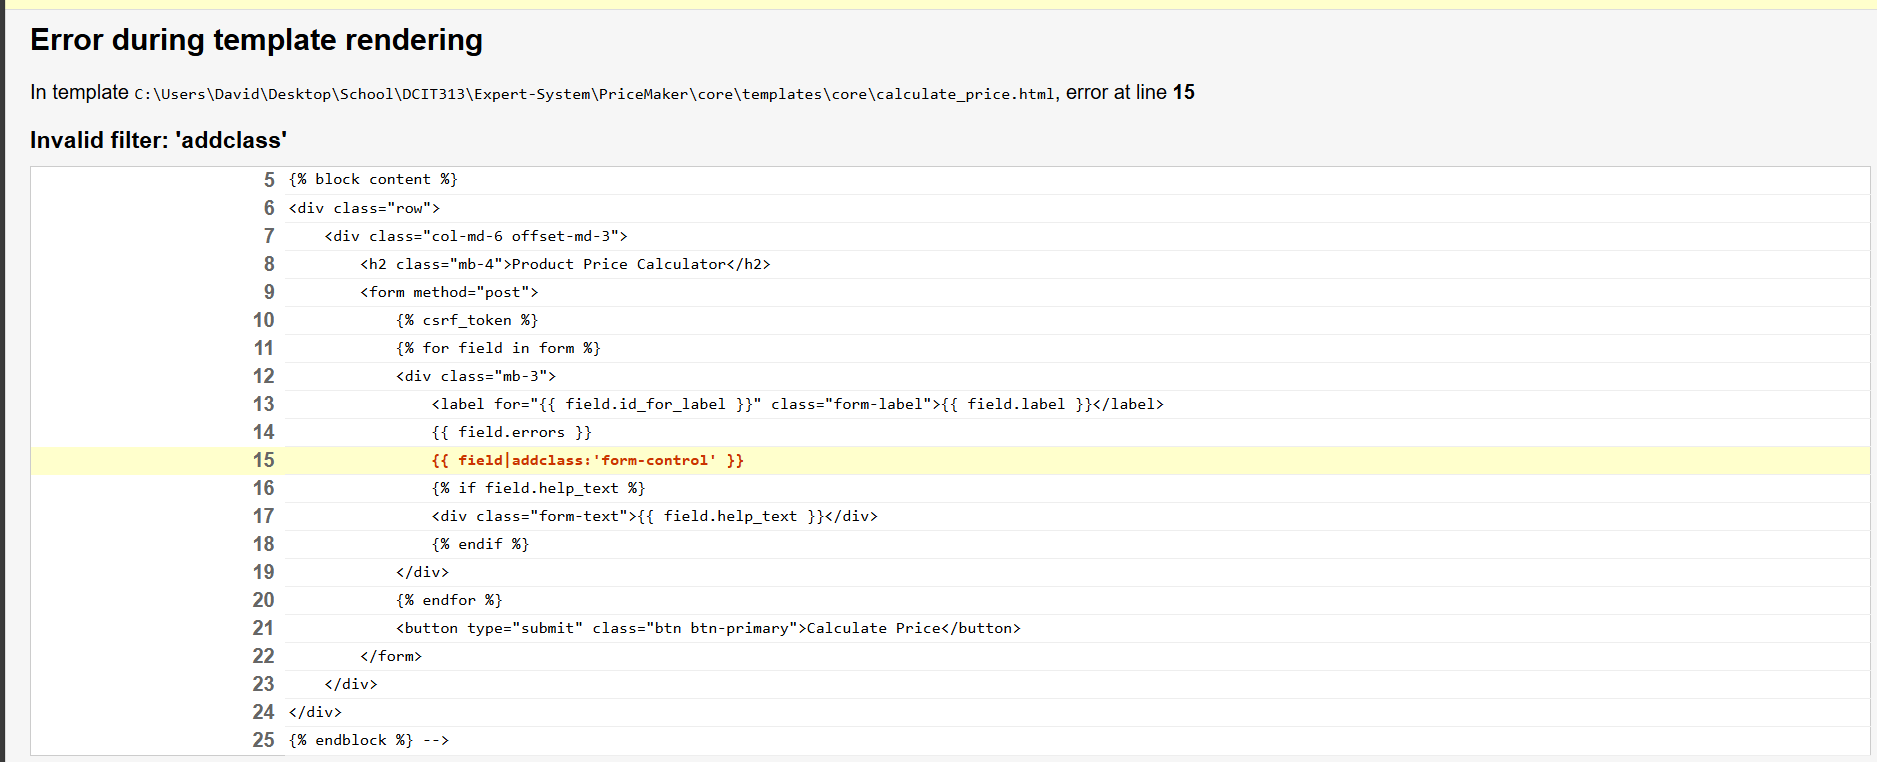 Error during template rendering
In template C:\Users\David\Desktop\School\DCIT313\Expert-System\PriceMaker\core\templates\core\calculate_price.html, error at line 15
Invalid filter: 'addclass'
5 {% block content %}
6 <div class="row">
7 <div class="col-md-6 offset-md-3">
8 <h2 class="mb-4">Product Price Calculator</h2>
9 <form method="post">
10 {% csrf_token %}
11 {% for field in form %}
12 <div class="mb-3">
13 <label for="{{ field.id_for_label }}" class="form-label">{{ field.label }}</label>
14 {{ field.errors }}
15 {{ field|addclass:'form-control' }}
16 {% if field.help_text %}
17 <div class="form-text">{{ field.help_text }}</div>
18 {% endif %}
19 </div>
20 {% endfor %}
21 <button type="submit" class="btn btn-primary">Calculate Price</button>
22 </form>
23 </div>
24 </div>
25 {% endblock %} -->